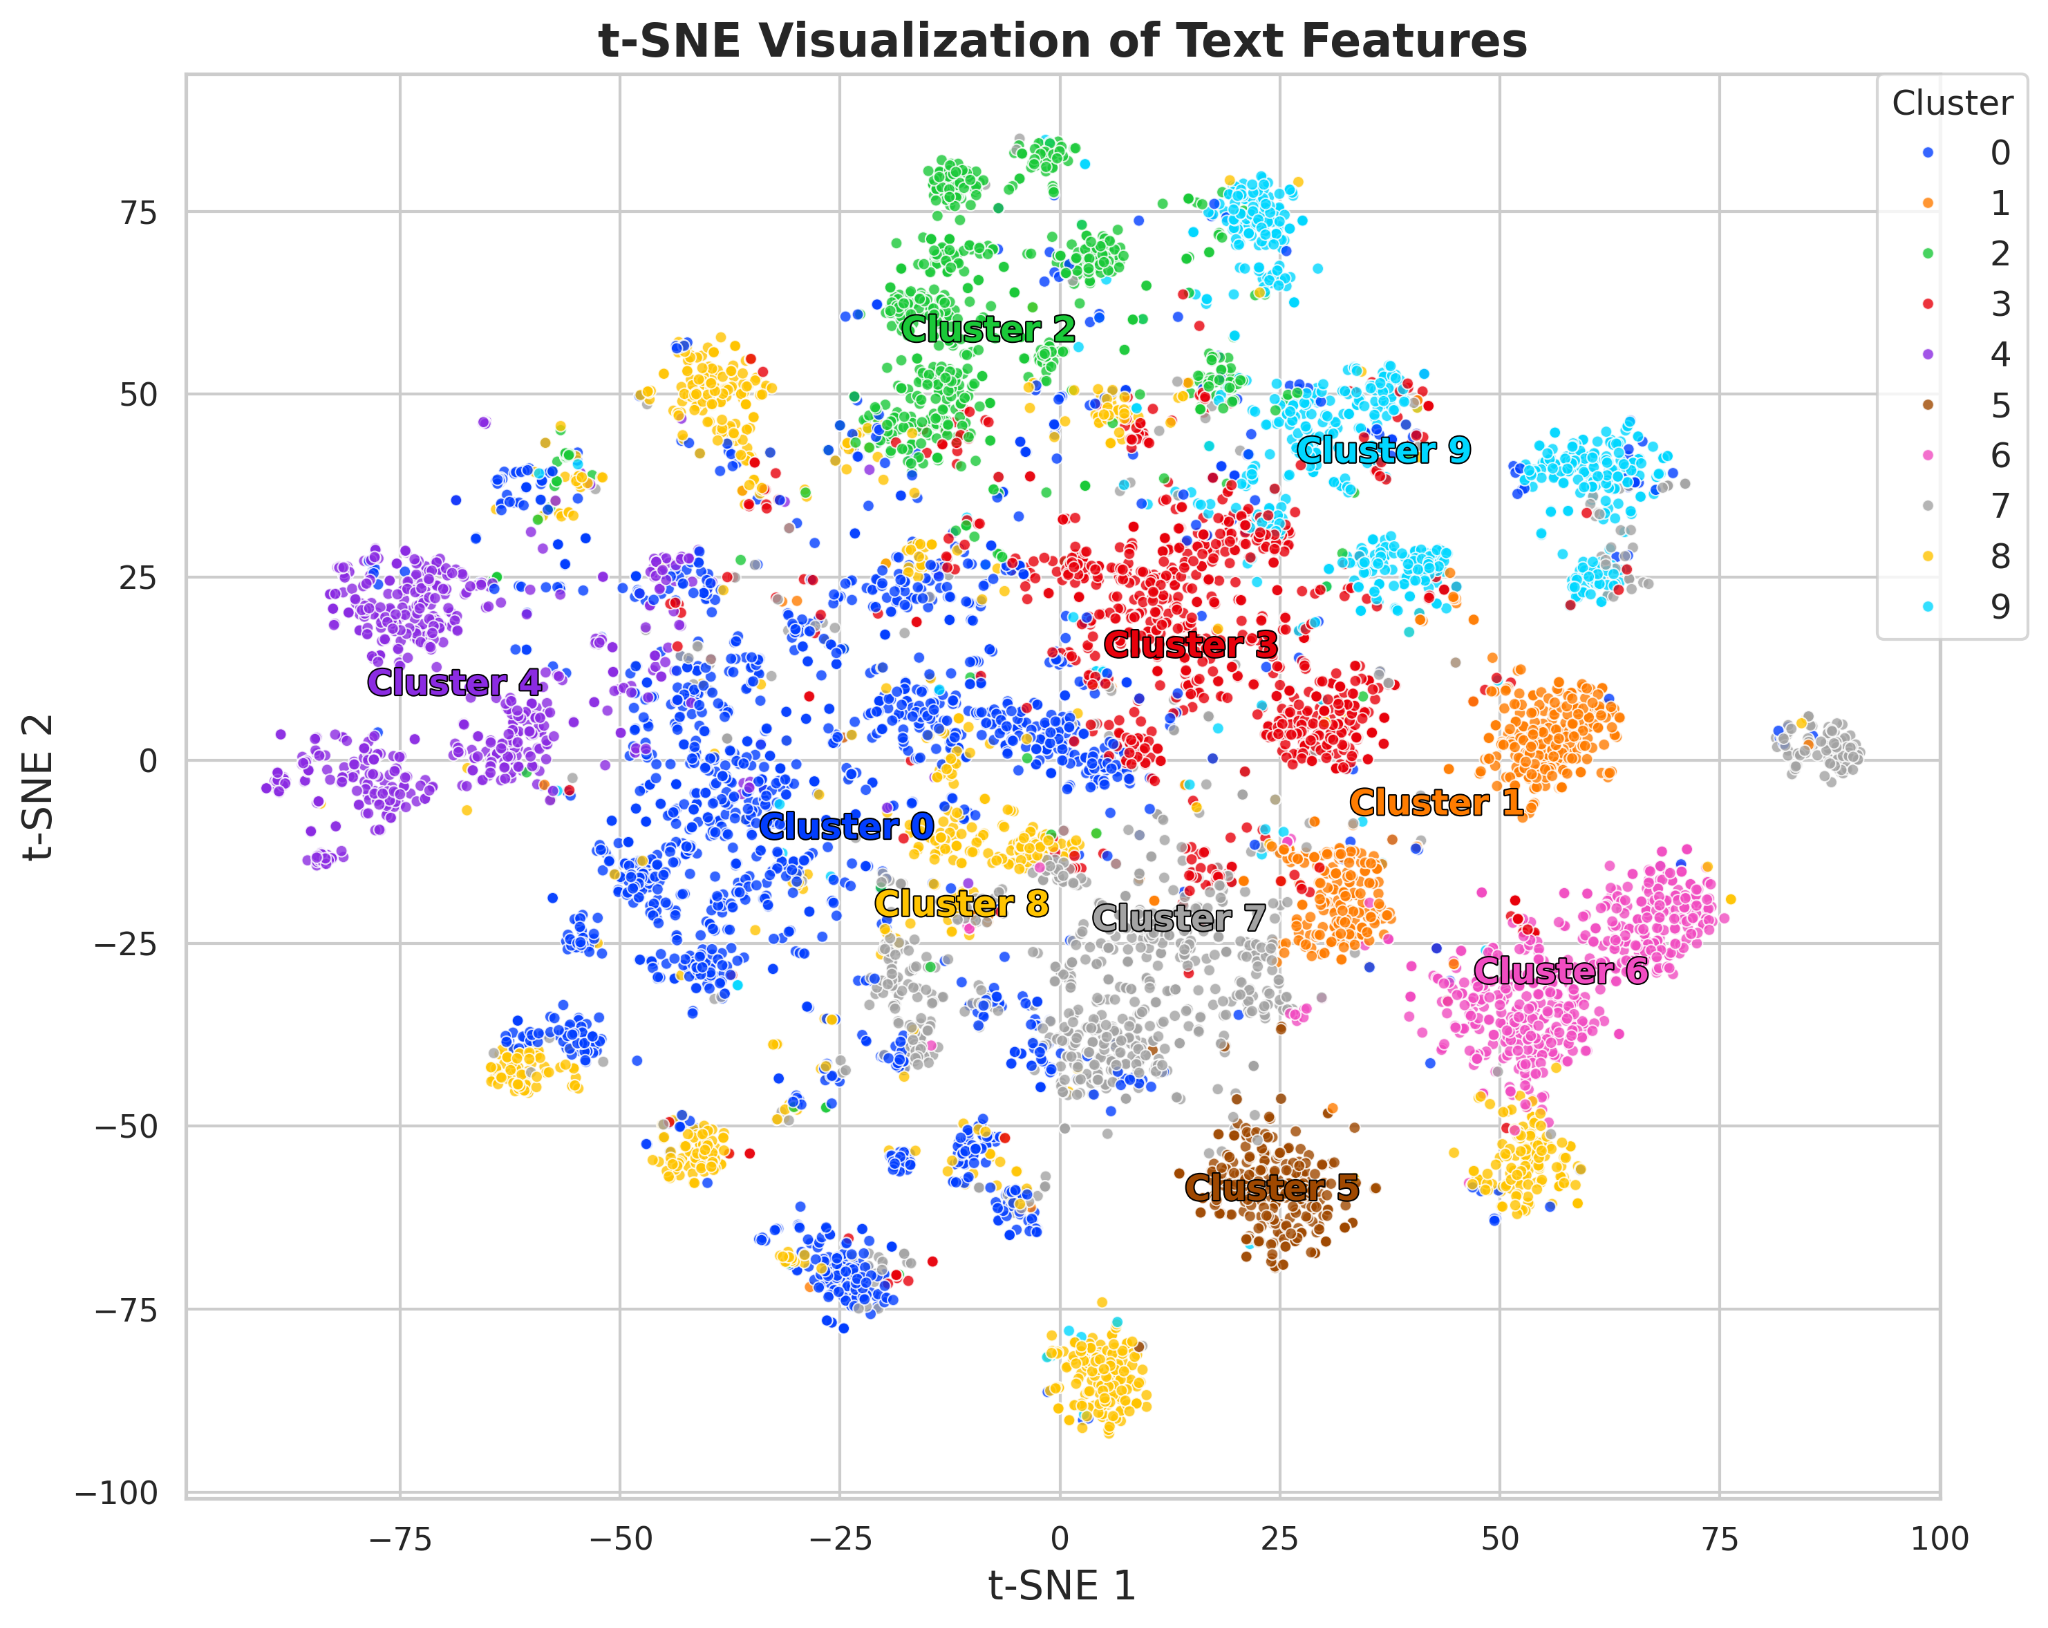 t-SNE Visualization of Text Features
Cluster
0
1
2
3
4
5
6
7
8
9
Cluster 2
Cluster 9
Cluster 3
Cluster 4
Cluster 1
Cluster 0
Cluster 8
Cluster 7
Cluster 6
Cluster 5
t-SNE 2
75
50
25
0
−25
−50
−75
−100
−75
−50
−25
0
25
50
75
100
t-SNE 1